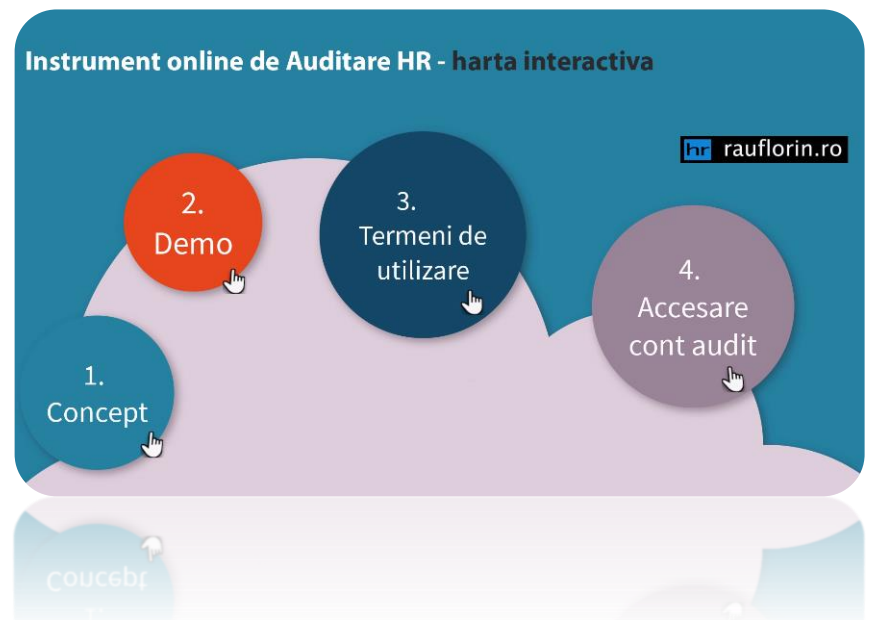 Instrument online de Auditare HR - harta interactiva
hr rauflorin.ro
1.
Concept
2.
Demo
3.
Termeni de
utilizare
4.
Accesare
cont audit